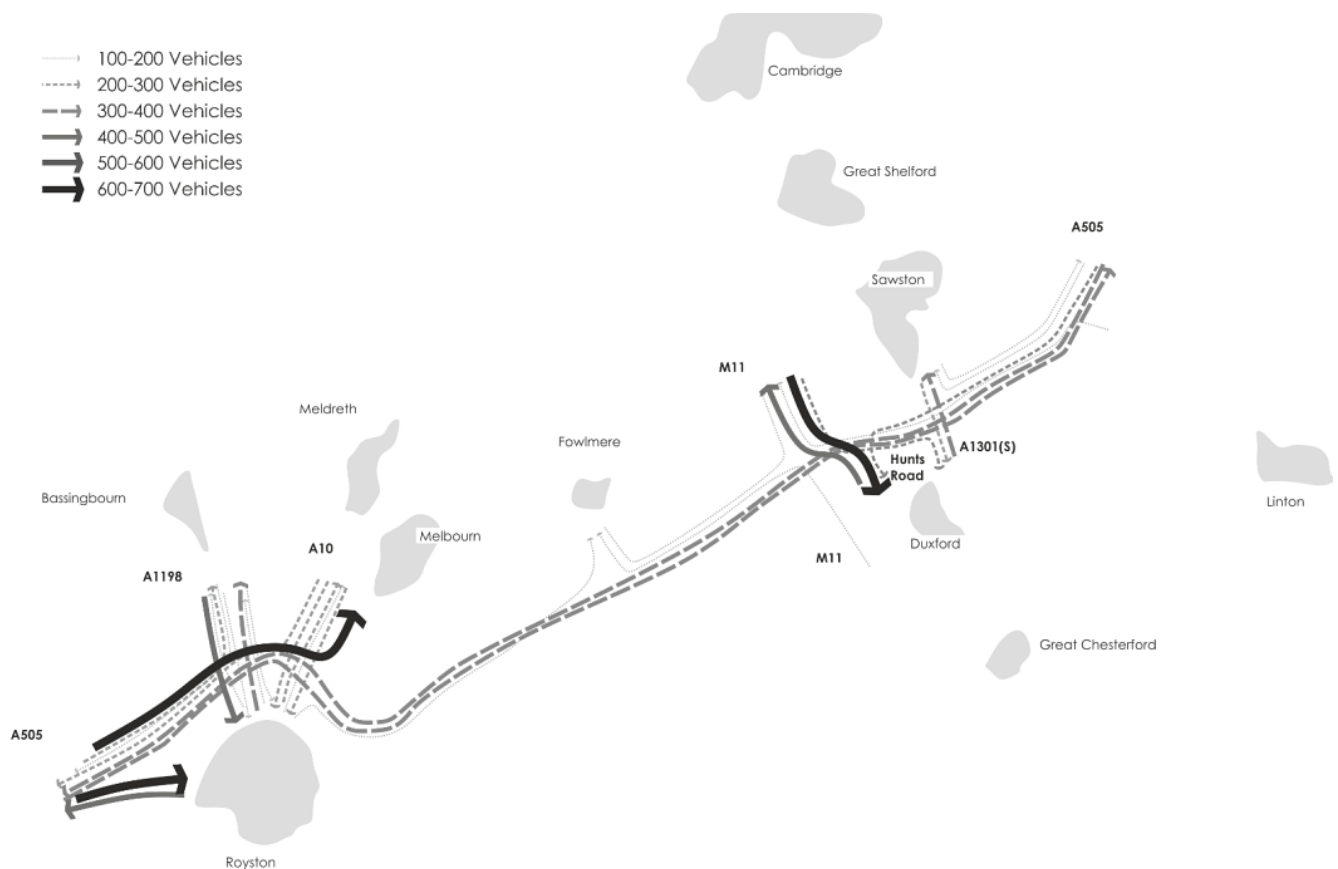 100-200 Vehicles
200-300 Vehicles
300-400 Vehicles
400-500 Vehicles
500-600 Vehicles
600-700 Vehicles
Cambridge
Great Shelford
A505
Sawston
M11
Meldreth
Fowlmere
A1301(S)
Hunts
Road
Bassingbourn
Linton
Melbourn
A10
Duxford
M11
A1198
Great Chesterford
A505
Royston